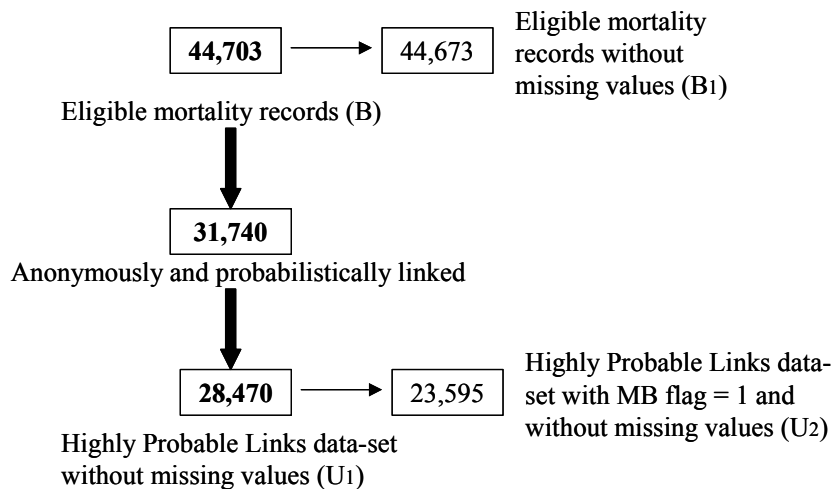 44,703
44,673
Eligible mortality
records without
missing values (B1)
Eligible mortality records (B)
31,740
Anonymously and probabilistically linked
28,470
23,595
Highly Probable Links data-
set with MB flag = 1 and
without missing values (U2)
Highly Probable Links data-set
without missing values (U1)